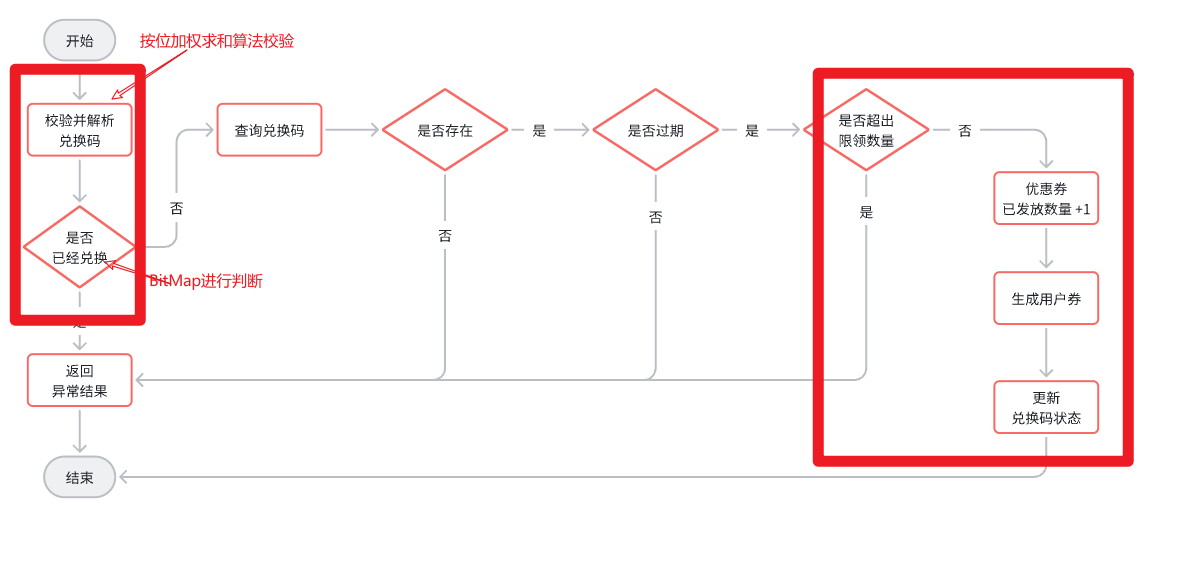 开始
按位加权求和算法校验
校验并解析
兑换码
查询兑换码
是否存在
是
是否过期
是
是否超出
限领数量
否
优惠券
已发放数量 +1
否
是否
已经兑换
否
否
是
BitMap进行判断
生成用户券
是
返回
异常结果
更新
兑换码状态
结束